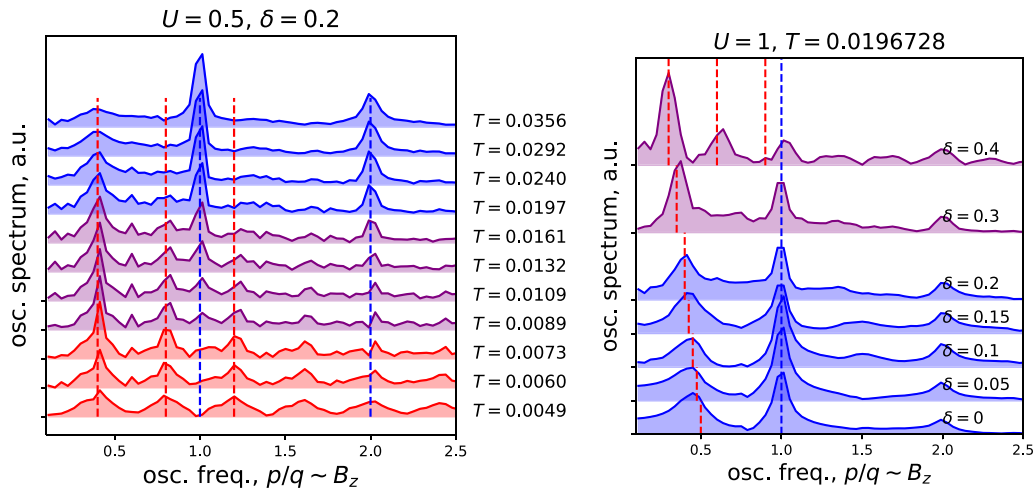 U = 0.5, δ = 0.2
osc. spectrum, a.u.
T = 0.0356
T = 0.0292
T = 0.0240
T = 0.0197
T = 0.0161
T = 0.0132
T = 0.0109
T = 0.0089
T = 0.0073
T = 0.0060
T = 0.0049
0.5 1.0 1.5 2.0 2.5
osc. freq., p/q ~ B_z
U = 1, T = 0.0196728
osc. spectrum, a.u.
δ = 0.4
δ = 0.3
δ = 0.2
δ = 0.15
δ = 0.1
δ = 0.05
δ = 0
0.5 1.0 1.5 2.0 2.5
osc. freq., p/q ~ B_z